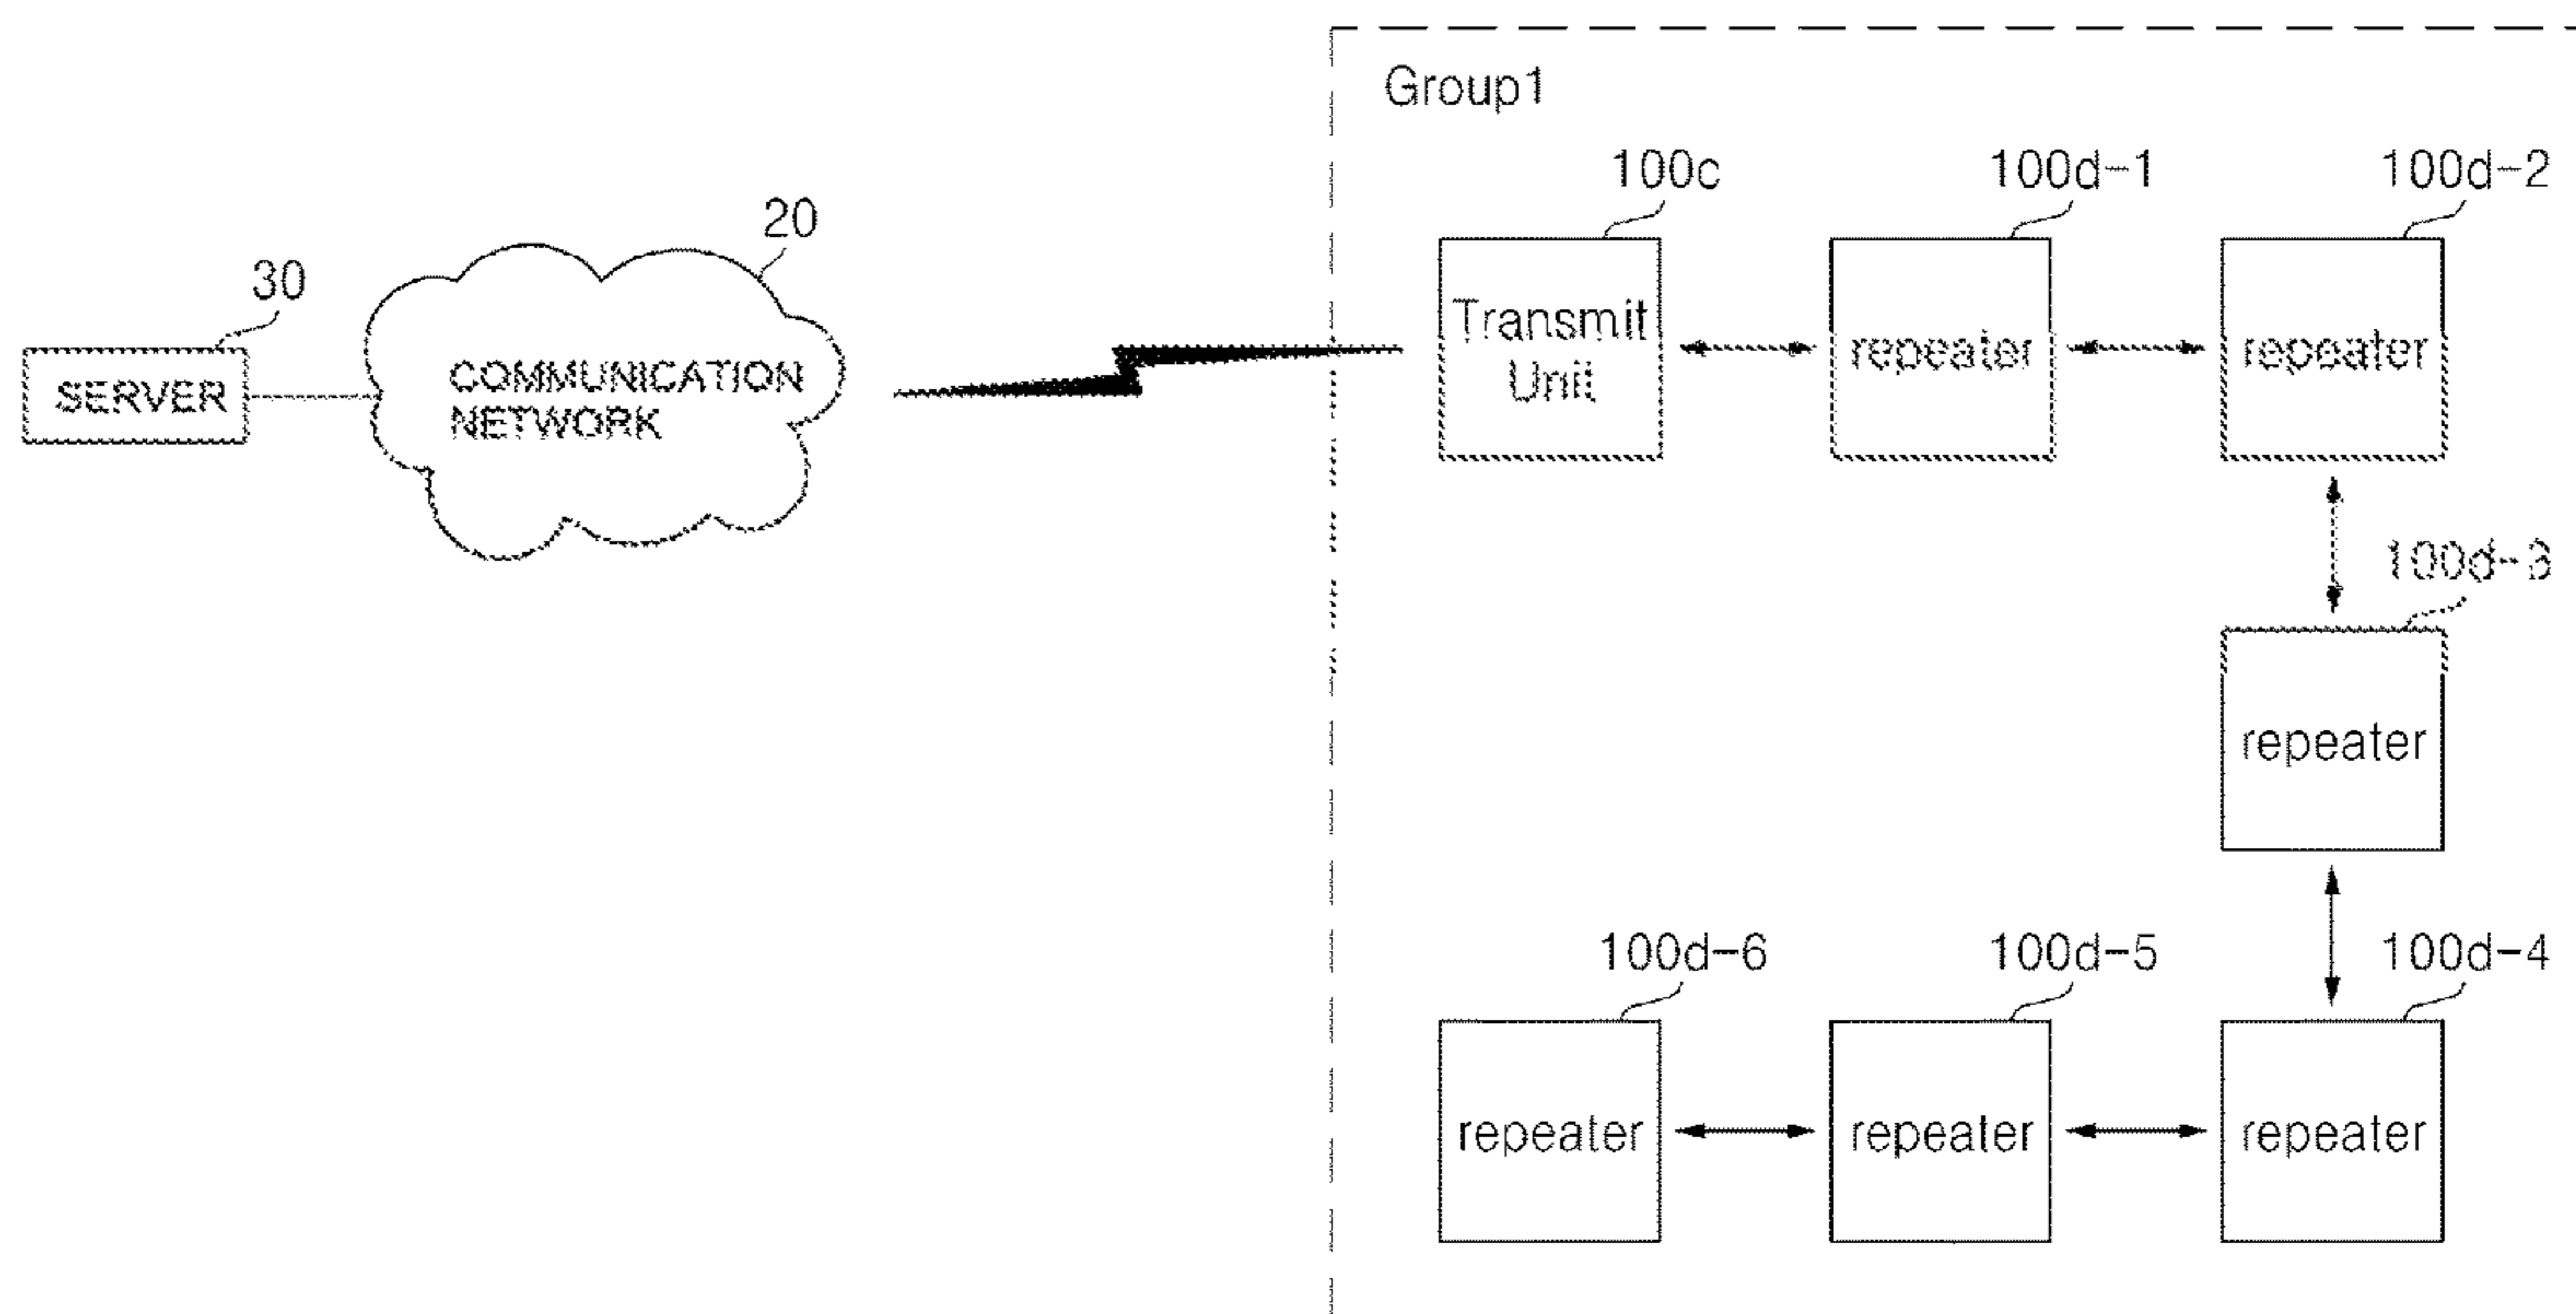 Group1
100c
100d-1
100d-2
20
30
SERVER
COMMUNICATION
NETWORK
Transmit
Unit
repeater
repeater
100d-3
repeater
100d-6
100d-5
100d-4
repeater
repeater
repeater